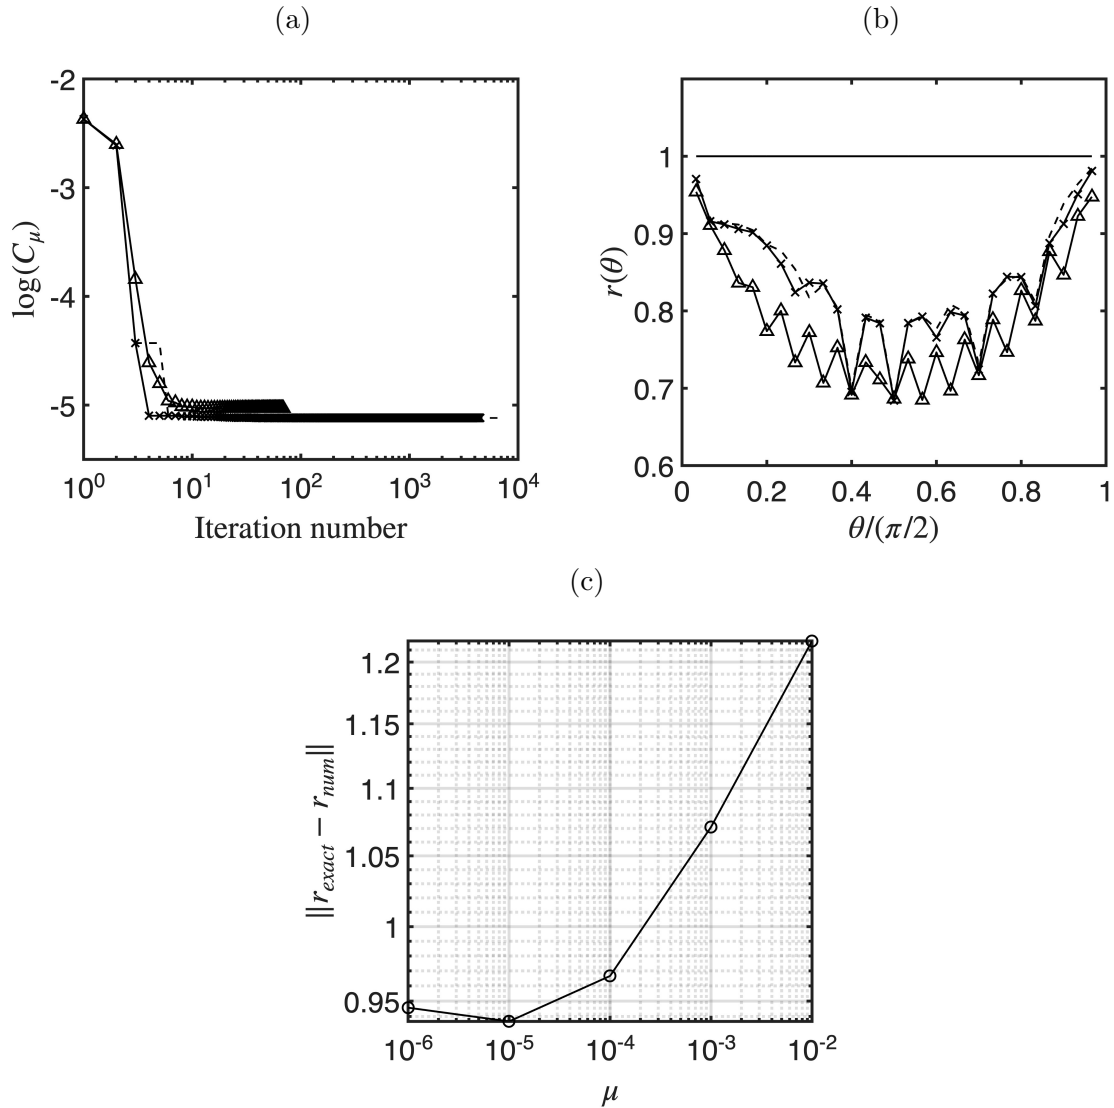 (a)
(b)
-2
-3
-4
-5
log(C_μ)
10^0 10^1 10^2 10^3 10^4
Iteration number
1
0.9
0.8
0.7
0.6
r(θ)
0 0.2 0.4 0.6 0.8 1
θ/(π/2)
(c)
1.2
1.15
1.1
1.05
1
0.95
||r_exact − r_num||
10^-6 10^-5 10^-4 10^-3 10^-2
μ